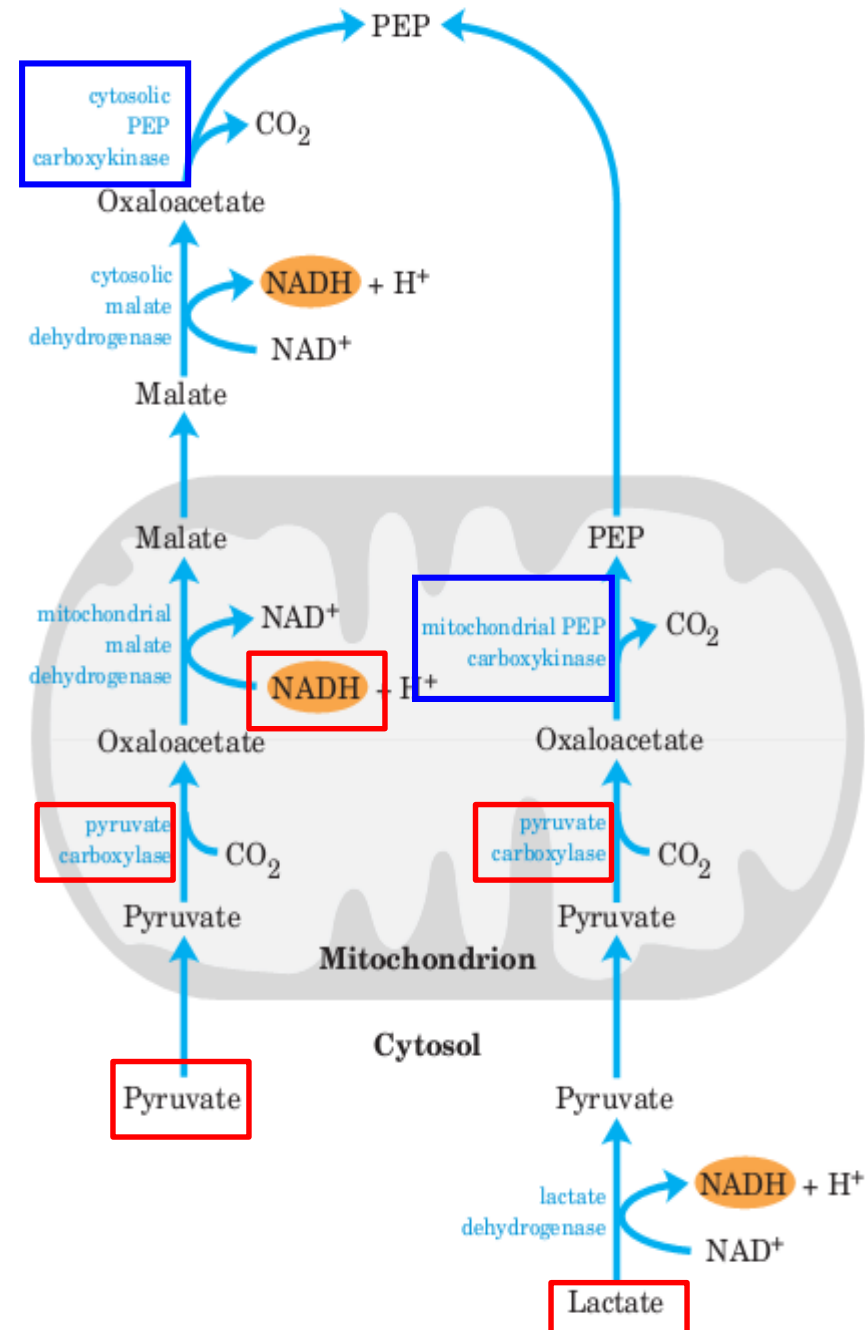 PEP
cytosolic
PEP
carboxykinase
CO₂
Oxaloacetate
cytosolic
malate
dehydrogenase
NADH + H⁺
NAD⁺
Malate
Malate
mitochondrial
malate
dehydrogenase
NAD⁺
NADH + H⁺
Oxaloacetate
pyruvate
carboxylase
CO₂
Pyruvate
PEP
mitochondrial PEP
carboxykinase
CO₂
Oxaloacetate
pyruvate
carboxylase
CO₂
Pyruvate
Mitochondrion
Cytosol
Pyruvate
Pyruvate
lactate
dehydrogenase
NADH + H⁺
NAD⁺
Lactate